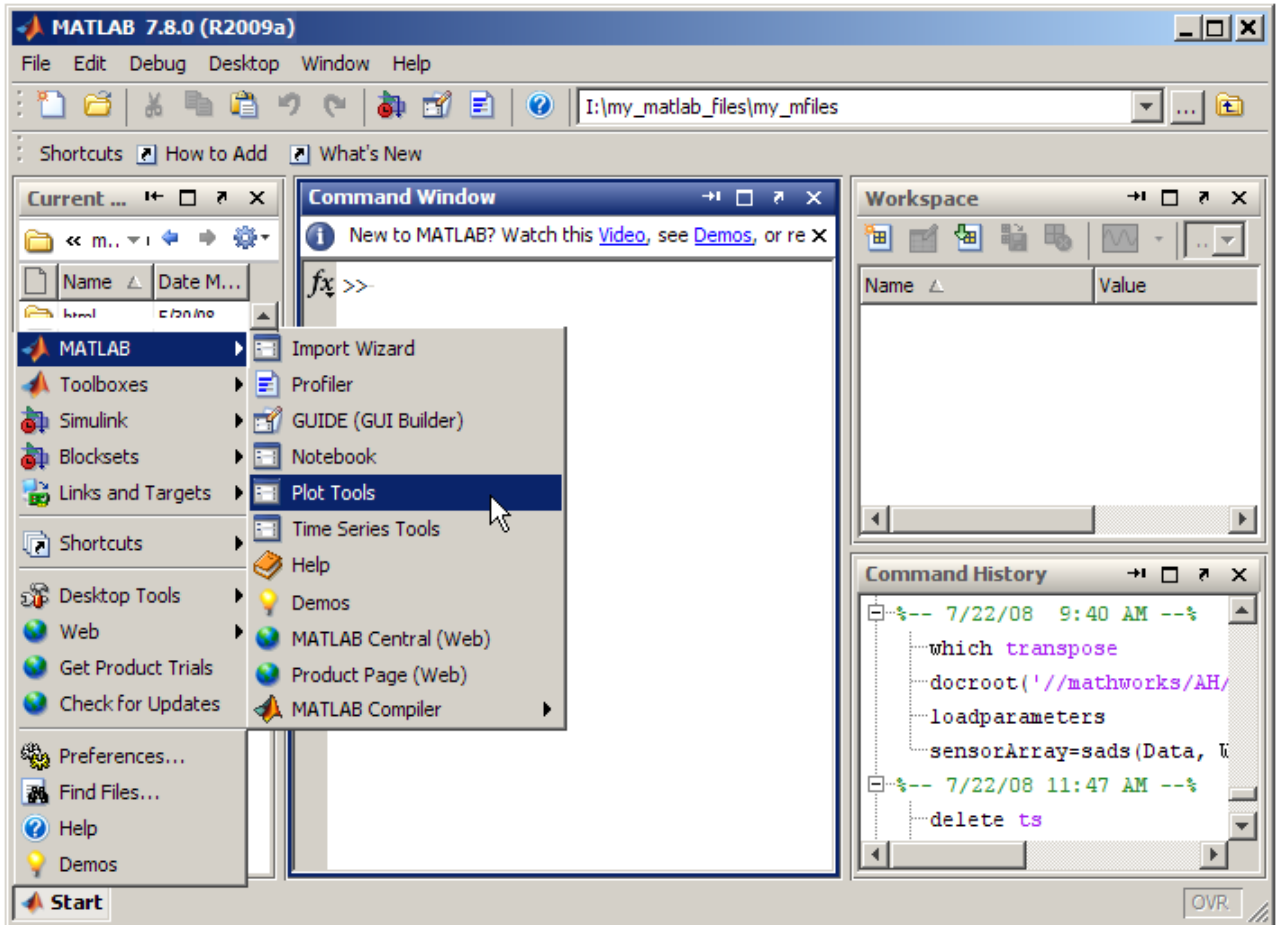 MATLAB 7.8.0 (R2009a)
File Edit Debug Desktop Window Help
I:\my_matlab_files\my_mfiles ...
Shortcuts How to Add What's New
Current ...
« m..
Name Date M...
html 5/30/08
Command Window
New to MATLAB? Watch this Video, see Demos, or re
fx >>
Workspace
..
Name Value
MATLAB
Toolboxes
Simulink
Blocksets
Links and Targets
Shortcuts
Desktop Tools
Web
Get Product Trials
Check for Updates
Preferences...
Find Files...
Help
Demos
Import Wizard
Profiler
GUIDE (GUI Builder)
Notebook
Plot Tools
Time Series Tools
Help
Demos
MATLAB Central (Web)
Product Page (Web)
MATLAB Compiler
Command History
%-- 7/22/08 9:40 AM --%
which transpose
docroot('//mathworks/AH/
loadparameters
sensorArray=sads(Data, W
%-- 7/22/08 11:47 AM --%
delete ts
Start
OVR